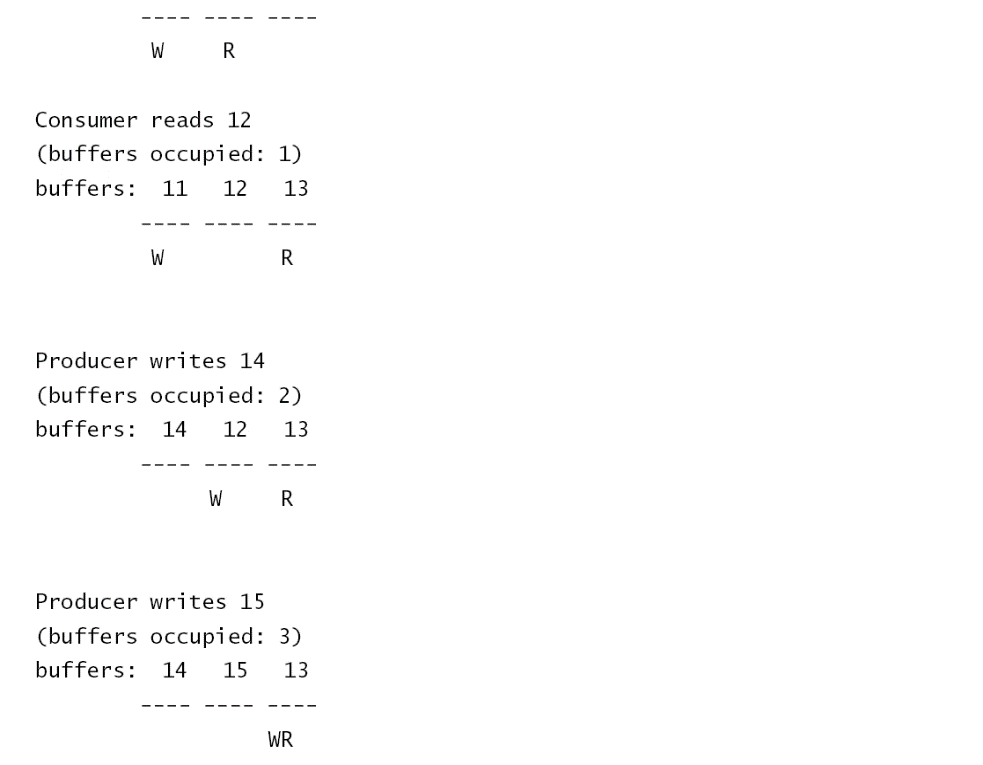 ---- ---- ----
W R
Consumer reads 12
(buffers occupied: 1)
buffers: 11 12 13
---- ---- ----
W R
Producer writes 14
(buffers occupied: 2)
buffers: 14 12 13
---- ---- ----
W R
Producer writes 15
(buffers occupied: 3)
buffers: 14 15 13
---- ---- ----
WR